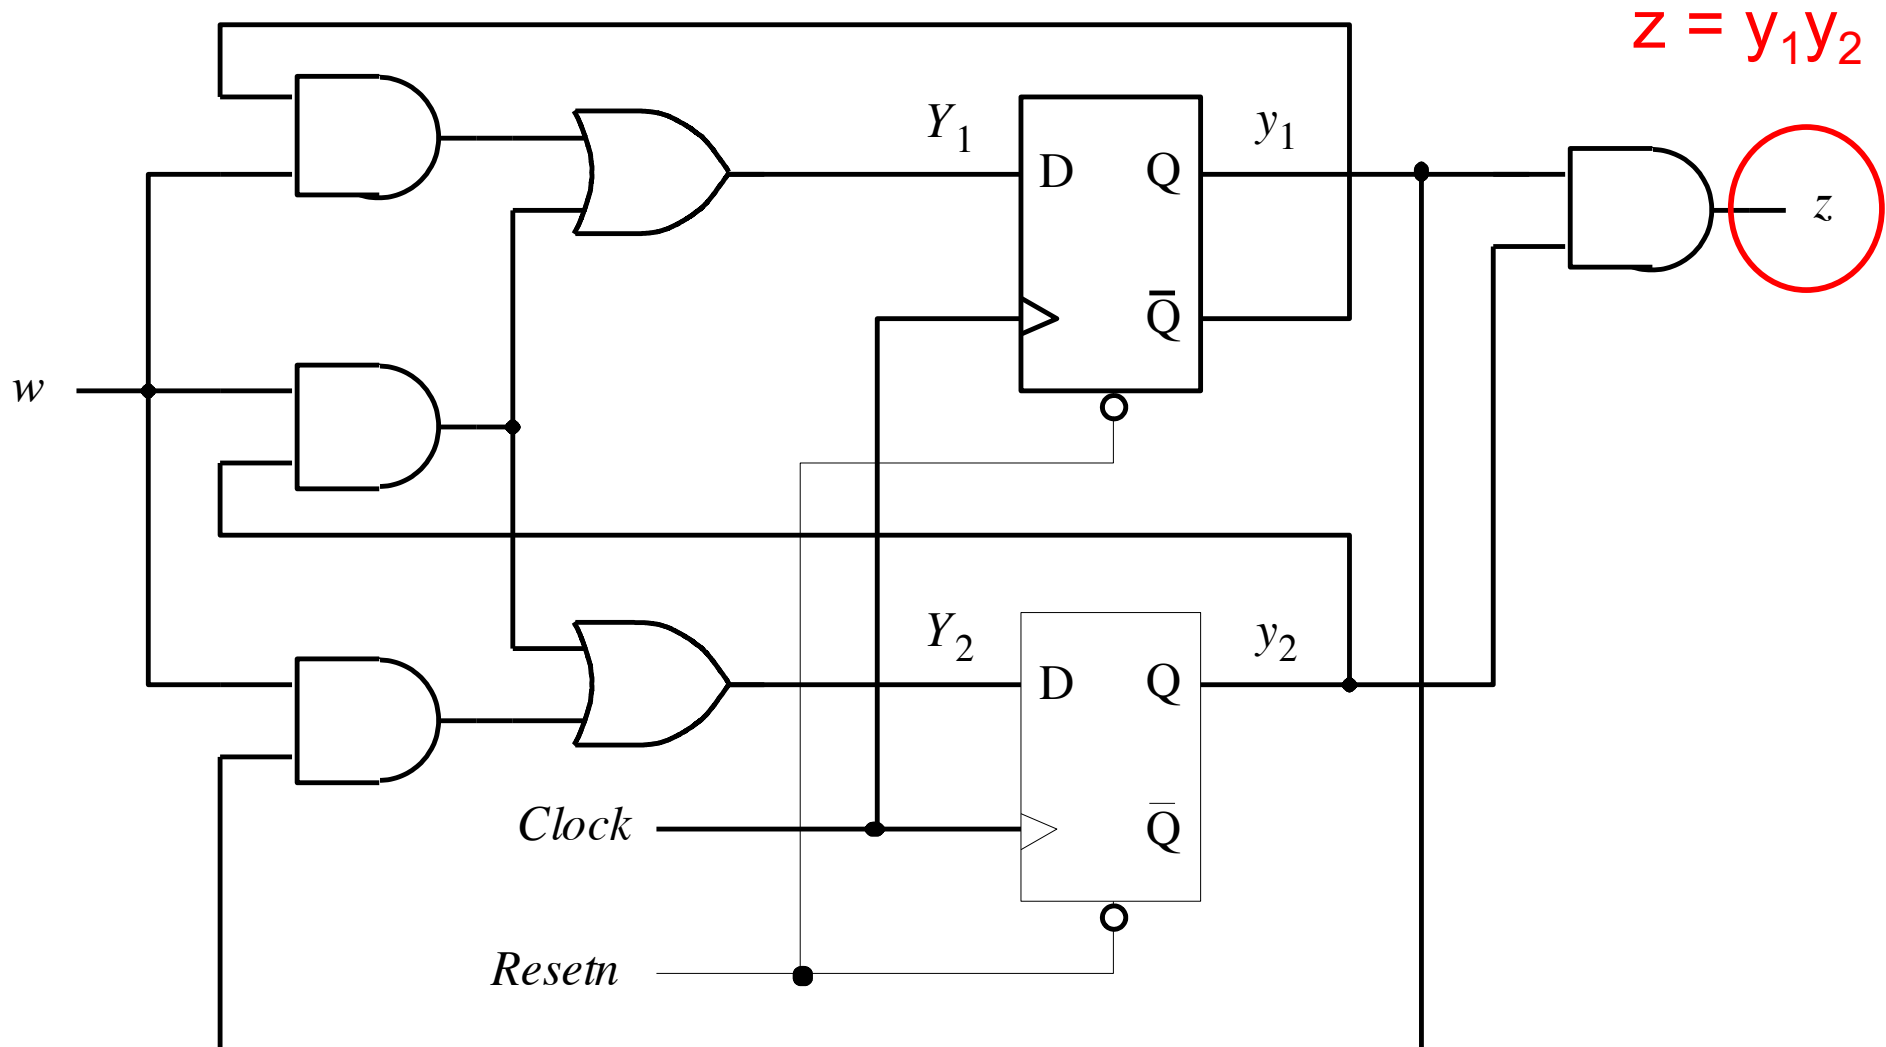 z = y₁y₂
Y₁
y₁
D
Q
z
Q̅
w
Y₂
y₂
D
Q
Clock
Q̅
Resetn